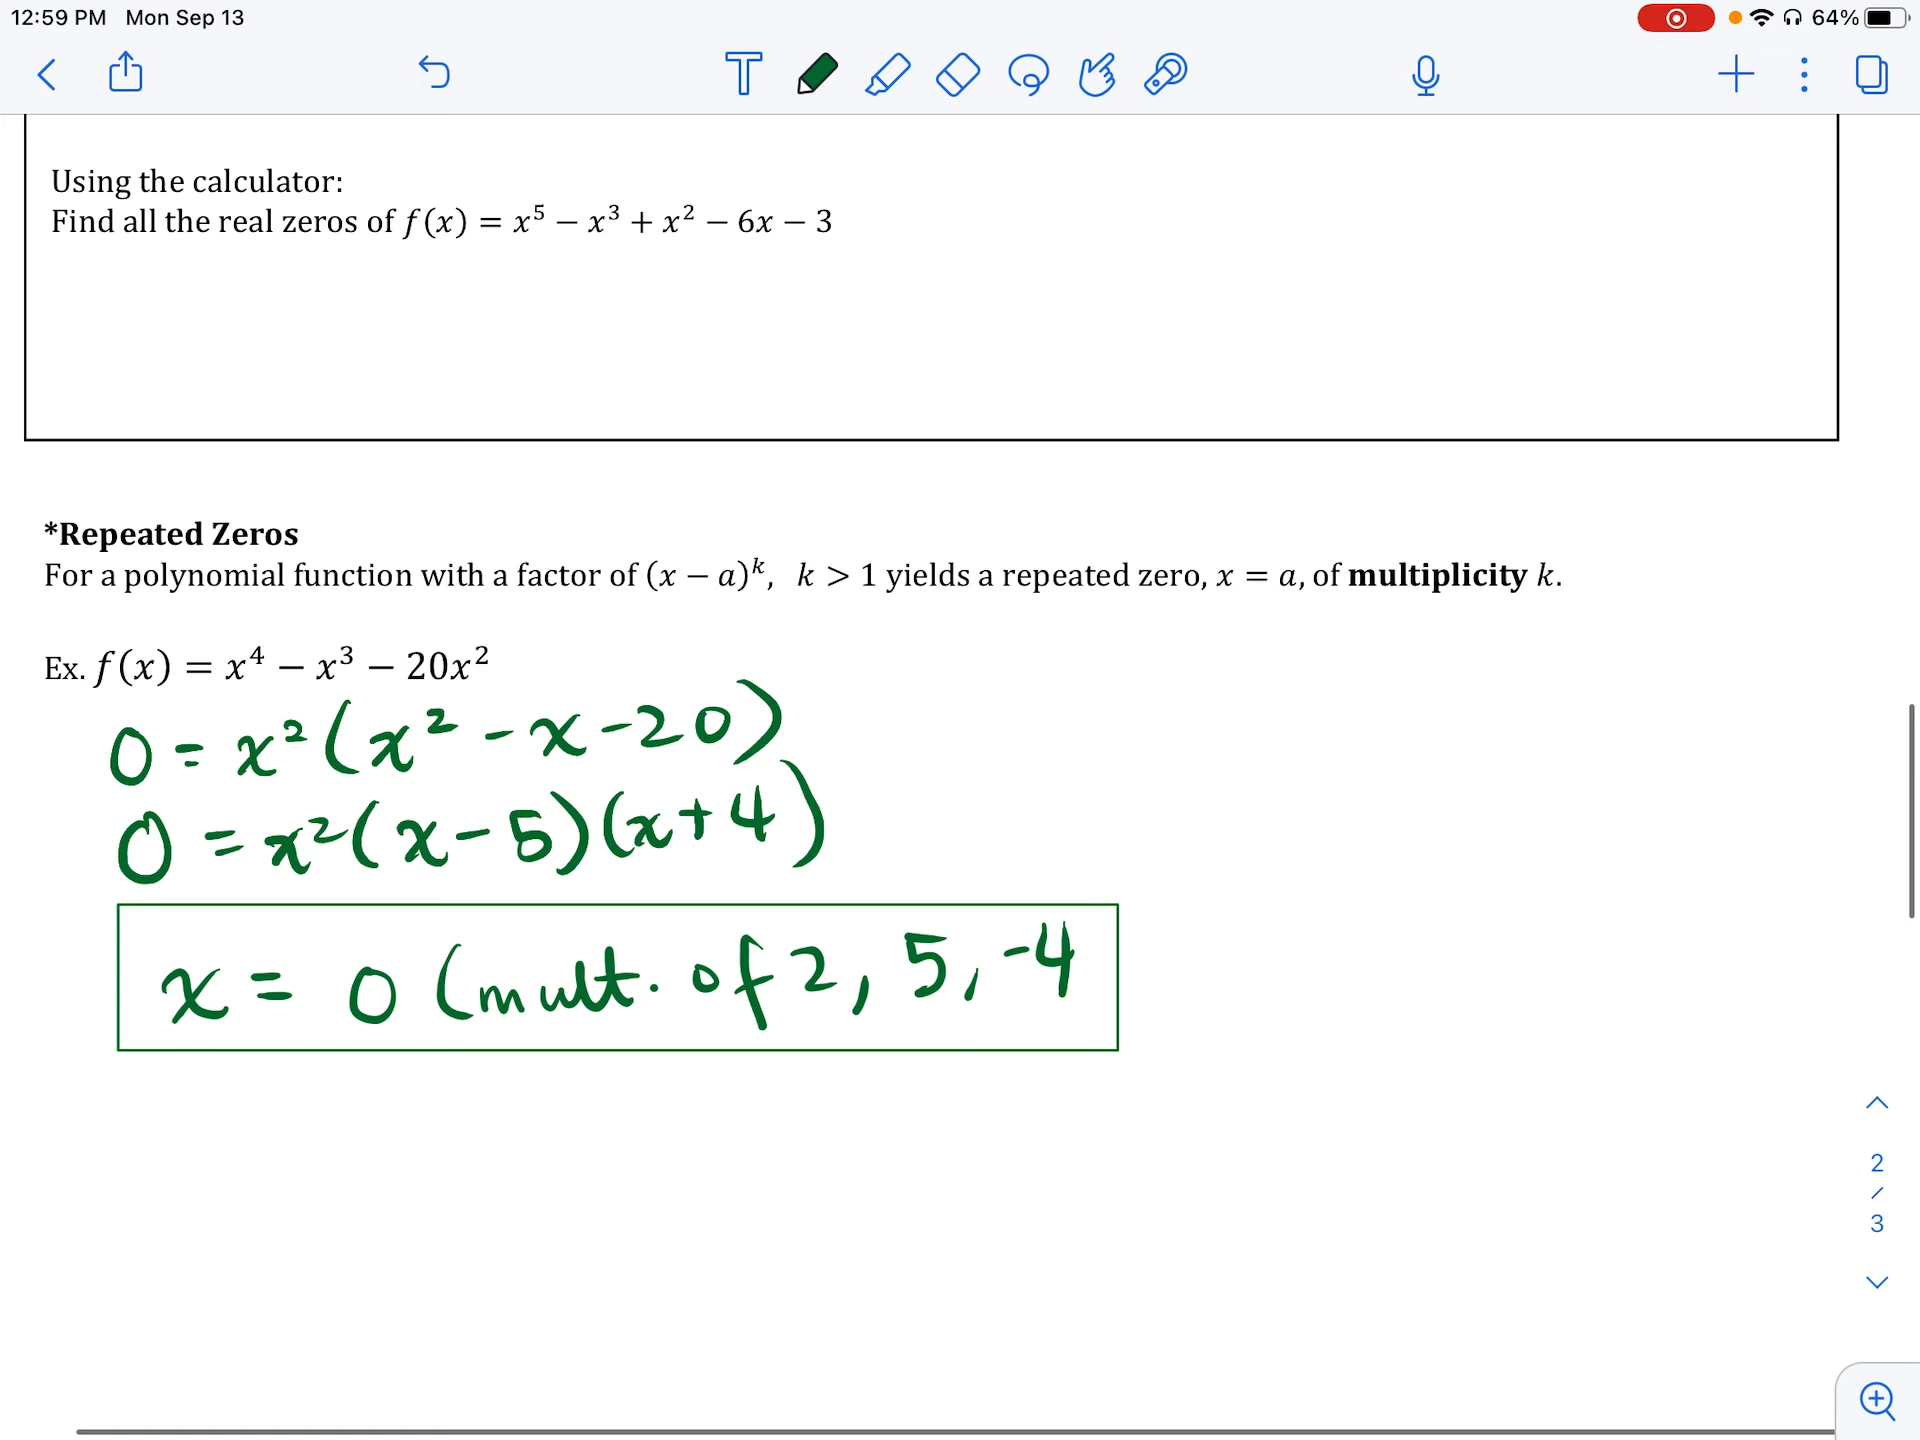 12:59 PM Mon Sep 13
64%
T
Using the calculator:
Find all the real zeros of f(x) = x⁵ − x³ + x² − 6x − 3
*Repeated Zeros
For a polynomial function with a factor of (x − a)ᵏ, k > 1 yields a repeated zero, x = a, of multiplicity k.
Ex. f(x) = x⁴ − x³ − 20x²
0 = x²(x² - x - 20)
0 = x²(x - 5)(x + 4)
x = 0 (mult. of 2, 5, -4
2
/
3